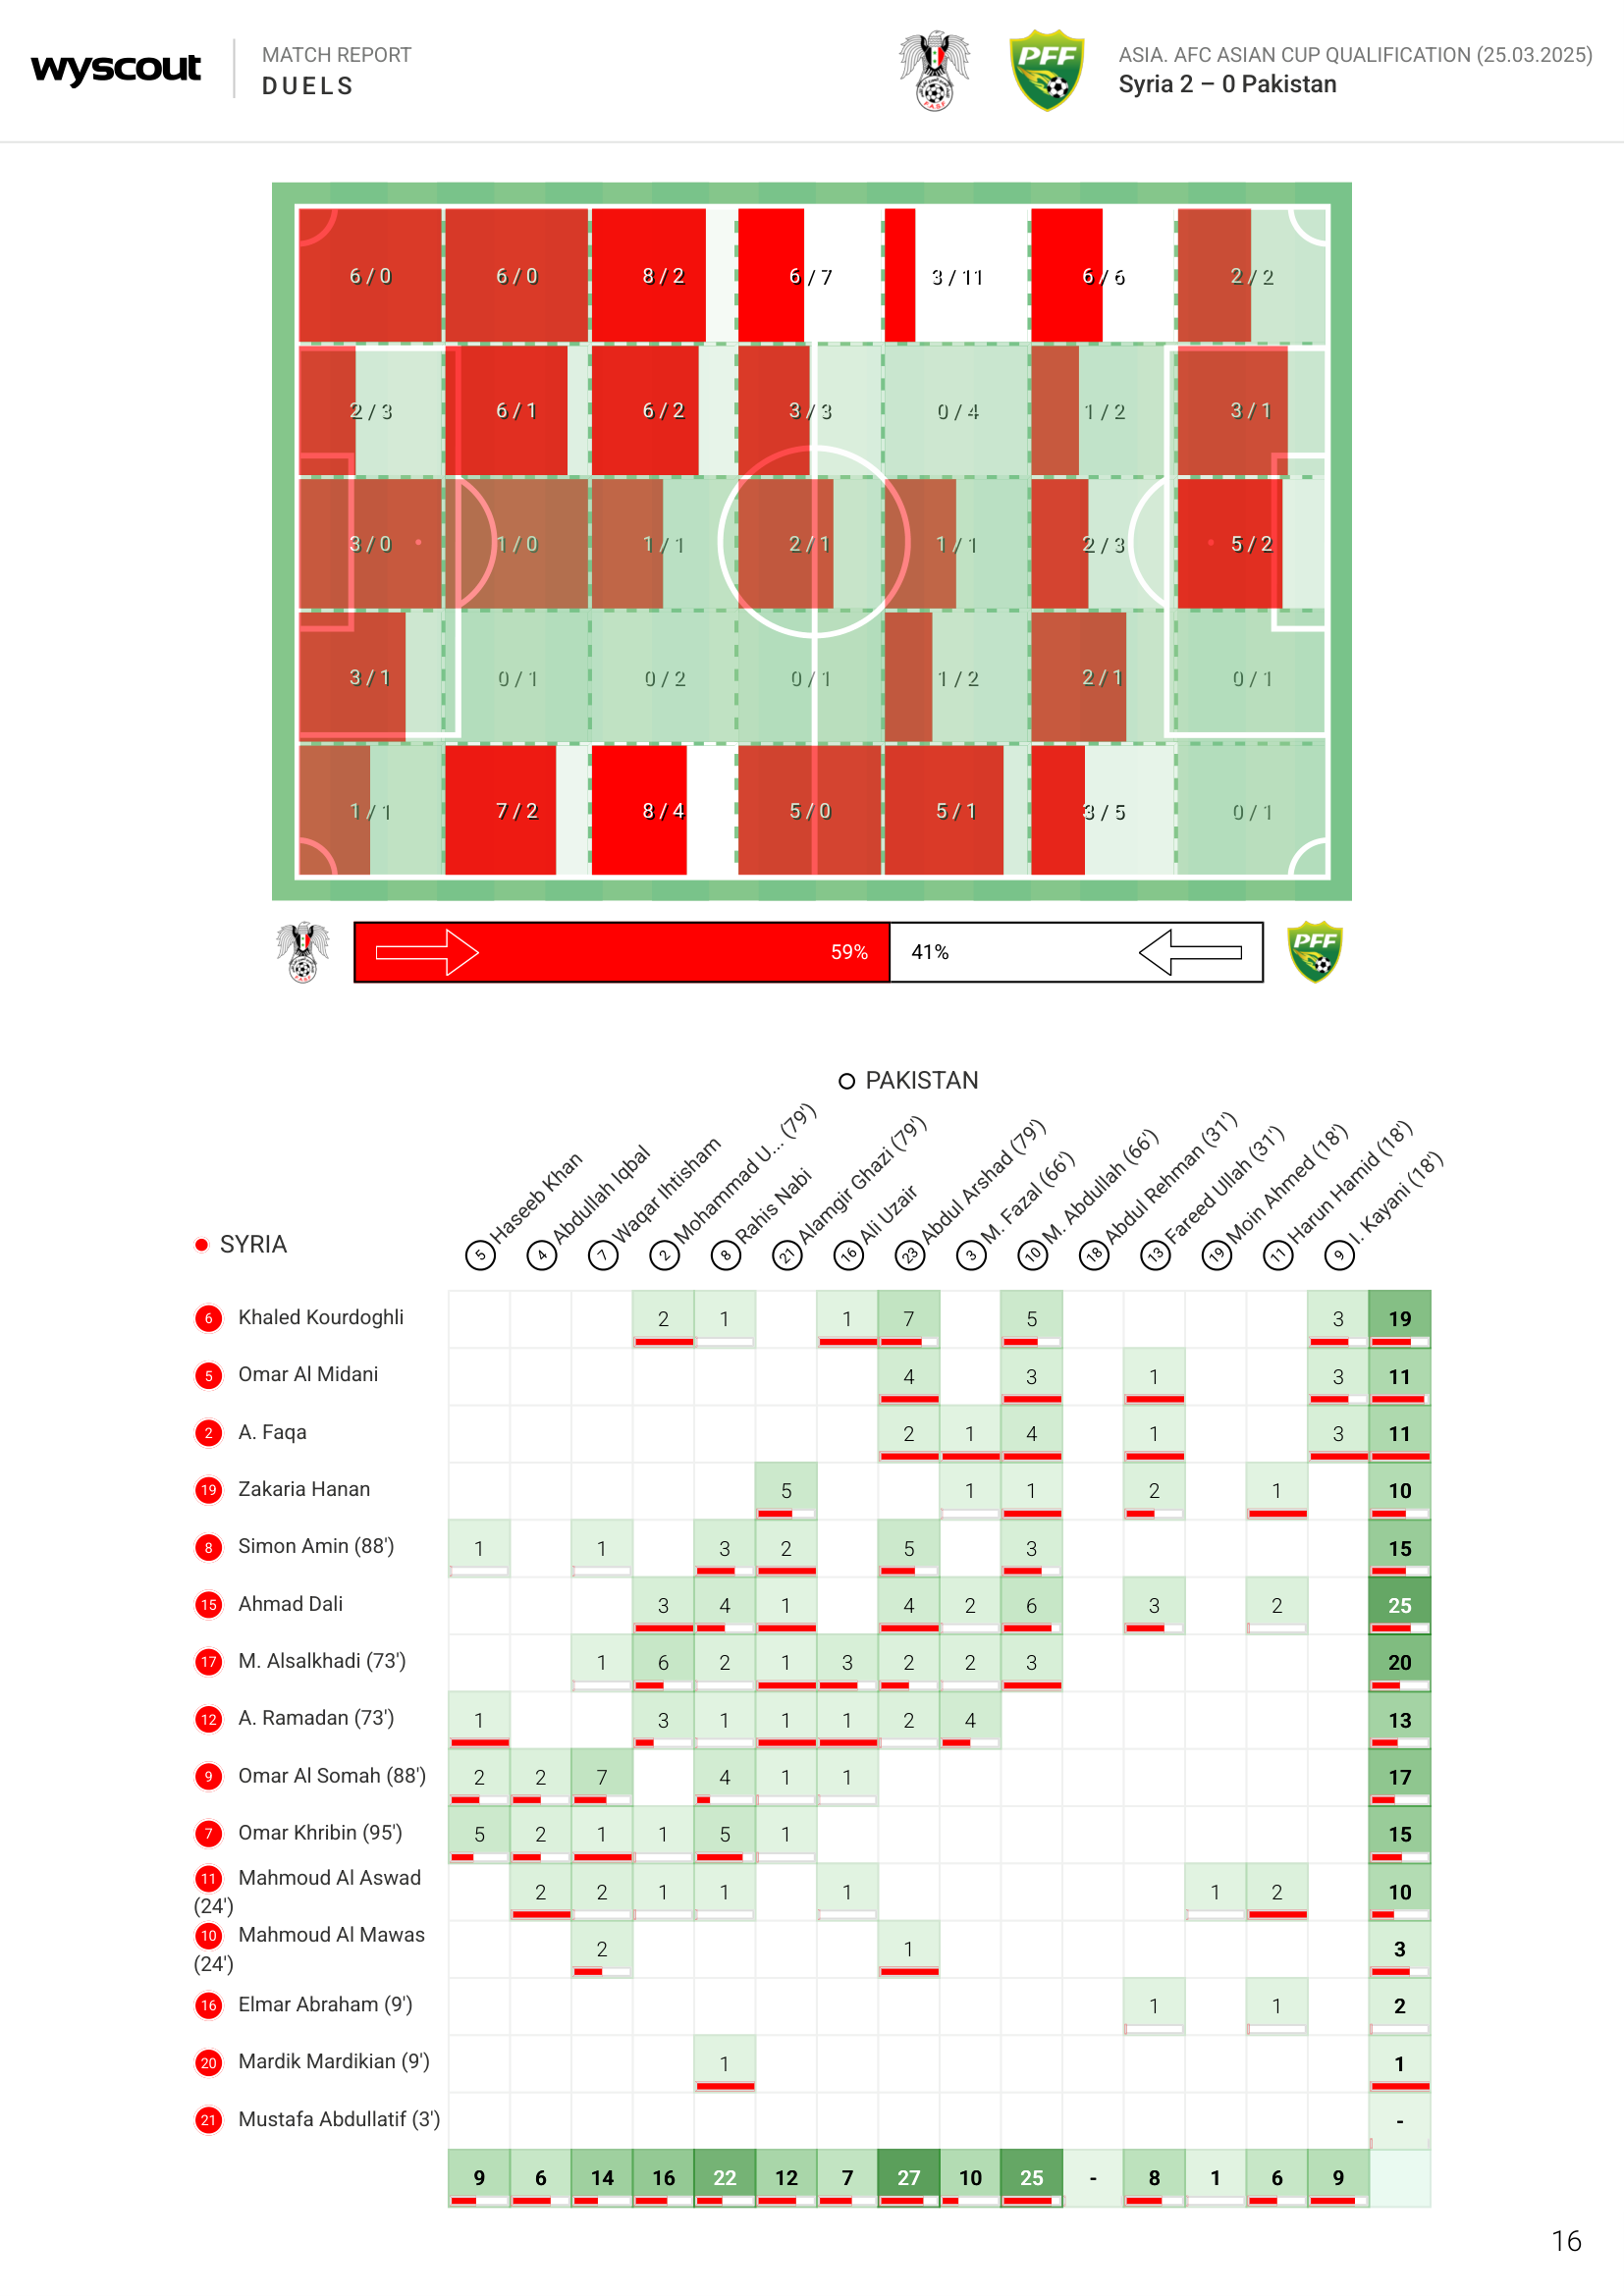 wyscout
MATCH REPORT
DUELS
PFF
ASIA. AFC ASIAN CUP QUALIFICATION (25.03.2025)
Syria 2 – 0 Pakistan
6 / 0 6 / 0 8 / 2 6 / 7 3 / 11 6 / 6 2 / 2
2 / 3 6 / 1 6 / 2 3 / 3 0 / 4 1 / 2 3 / 1
3 / 0 1 / 0 1 / 1 2 / 1 1 / 1 2 / 3 5 / 2
3 / 1 0 / 1 0 / 2 0 / 1 1 / 2 2 / 1 0 / 1
1 / 1 7 / 2 8 / 4 5 / 0 5 / 1 3 / 5 0 / 1
59% 41%
PFF
PAKISTAN
5 Haseeb Khan
4 Abdullah Iqbal
7 Waqar Ihtisham
2 Mohammad U... (79')
8 Rahis Nabi
21 Alamgir Ghazi (79')
16 Ali Uzair
23 Abdul Arshad (79')
3 M. Fazal (66')
10 M. Abdullah (66')
18 Abdul Rehman (31')
13 Fareed Ullah (31')
19 Moin Ahmed (18')
11 Harun Hamid (18')
9 I. Kayani (18')
SYRIA
6 Khaled Kourdoghli 2 1 1 7 5 3 19
5 Omar Al Midani 4 3 1 3 11
2 A. Faqa 2 1 4 1 3 11
19 Zakaria Hanan 5 1 1 2 1 10
8 Simon Amin (88') 1 1 3 2 5 3 15
15 Ahmad Dali 3 4 1 4 2 6 3 2 25
17 M. Alsalkhadi (73') 1 6 2 1 3 2 2 3 20
12 A. Ramadan (73') 1 3 1 1 1 2 4 13
9 Omar Al Somah (88') 2 2 7 4 1 1 17
7 Omar Khribin (95') 5 2 1 1 5 1 15
11 Mahmoud Al Aswad 2 2 1 1 1 1 2 10
(24')
10 Mahmoud Al Mawas 2 1 3
(24')
16 Elmar Abraham (9') 1 1 2
20 Mardik Mardikian (9') 1 1
21 Mustafa Abdullatif (3') -
9 6 14 16 22 12 7 27 10 25 - 8 1 6 9
16